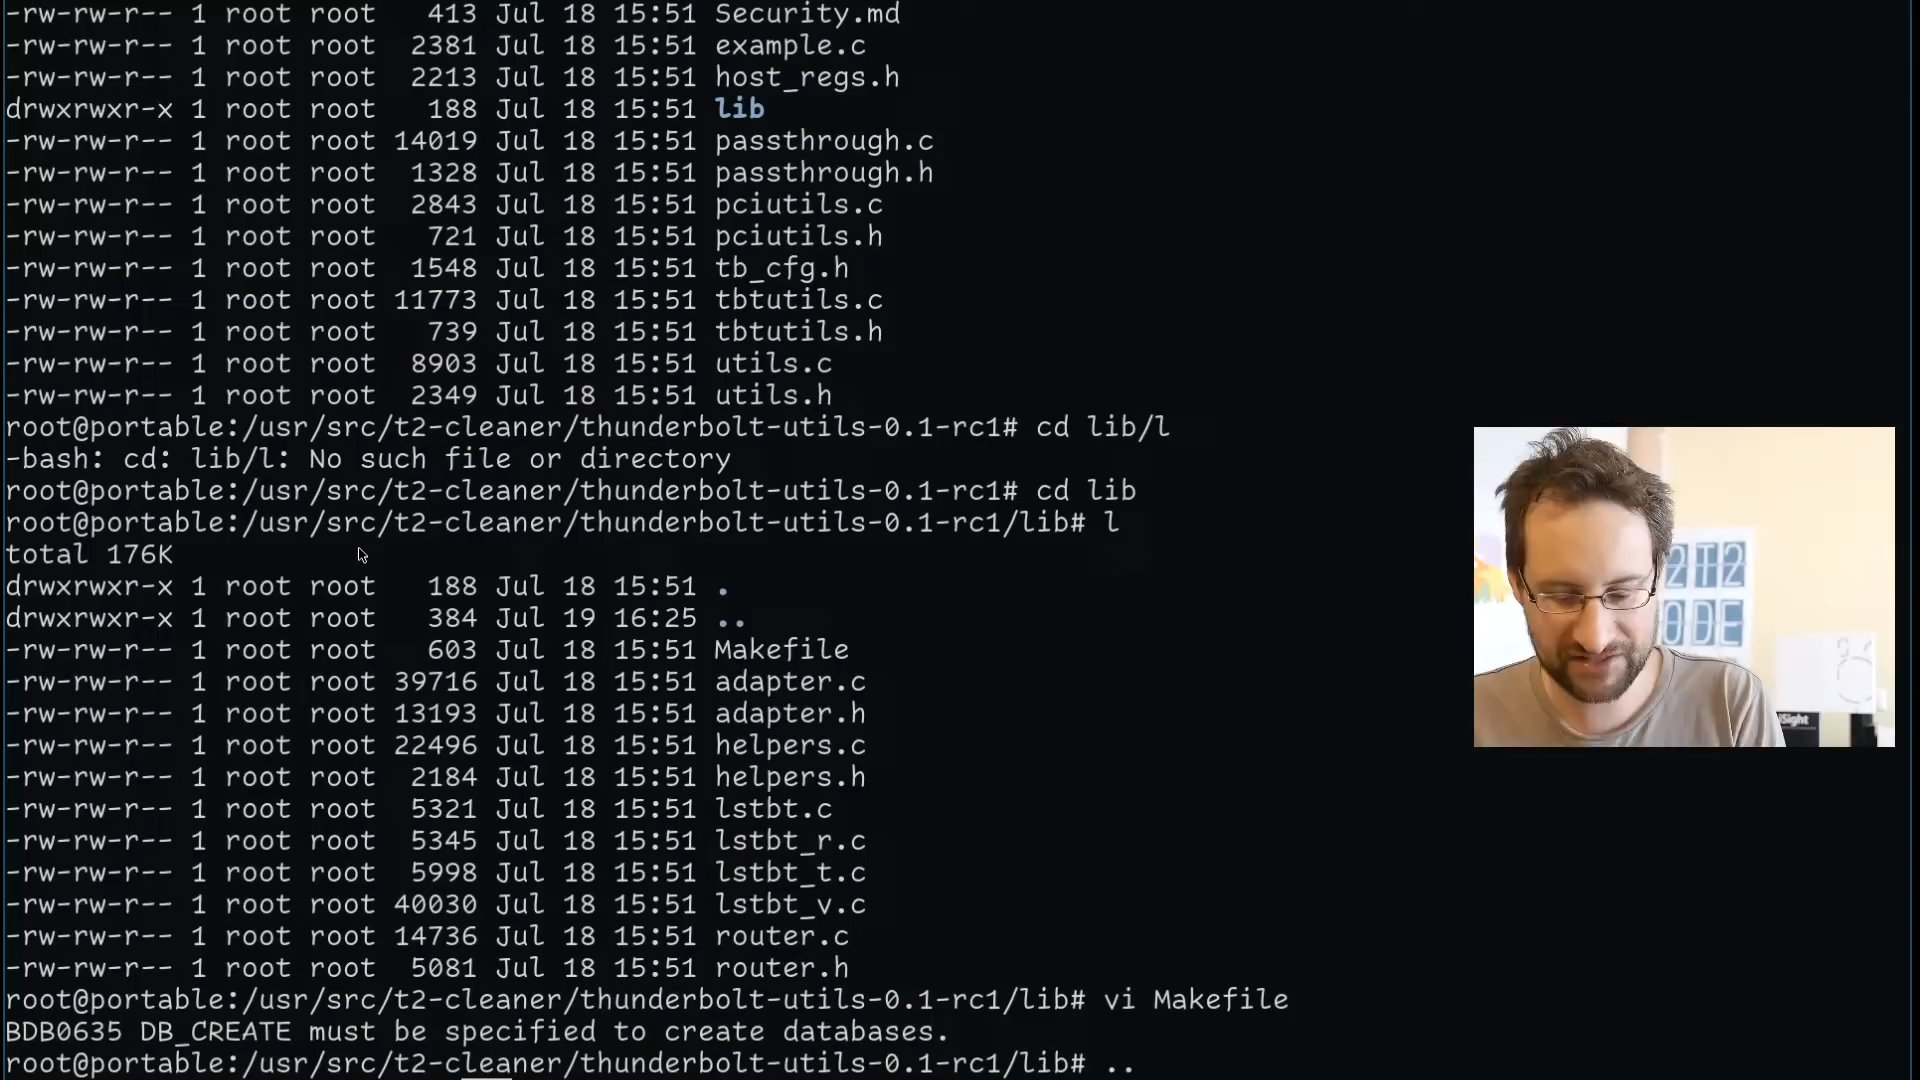 -rw-rw-r-- 1 root root   413 Jul 18 15:51 Security.md
-rw-rw-r-- 1 root root  2381 Jul 18 15:51 example.c
-rw-rw-r-- 1 root root  2213 Jul 18 15:51 host_regs.h
drwxrwxr-x 1 root root   188 Jul 18 15:51 lib
-rw-rw-r-- 1 root root 14019 Jul 18 15:51 passthrough.c
-rw-rw-r-- 1 root root  1328 Jul 18 15:51 passthrough.h
-rw-rw-r-- 1 root root  2843 Jul 18 15:51 pciutils.c
-rw-rw-r-- 1 root root   721 Jul 18 15:51 pciutils.h
-rw-rw-r-- 1 root root  1548 Jul 18 15:51 tb_cfg.h
-rw-rw-r-- 1 root root 11773 Jul 18 15:51 tbtutils.c
-rw-rw-r-- 1 root root   739 Jul 18 15:51 tbtutils.h
-rw-rw-r-- 1 root root  8903 Jul 18 15:51 utils.c
-rw-rw-r-- 1 root root  2349 Jul 18 15:51 utils.h
root@portable:/usr/src/t2-cleaner/thunderbolt-utils-0.1-rc1# cd lib/l
-bash: cd: lib/l: No such file or directory
root@portable:/usr/src/t2-cleaner/thunderbolt-utils-0.1-rc1# cd lib
root@portable:/usr/src/t2-cleaner/thunderbolt-utils-0.1-rc1/lib# l
total 176K
drwxrwxr-x 1 root root   188 Jul 18 15:51 .
drwxrwxr-x 1 root root   384 Jul 19 16:25 ..
-rw-rw-r-- 1 root root   603 Jul 18 15:51 Makefile
-rw-rw-r-- 1 root root 39716 Jul 18 15:51 adapter.c
-rw-rw-r-- 1 root root 13193 Jul 18 15:51 adapter.h
-rw-rw-r-- 1 root root 22496 Jul 18 15:51 helpers.c
-rw-rw-r-- 1 root root  2184 Jul 18 15:51 helpers.h
-rw-rw-r-- 1 root root  5321 Jul 18 15:51 lstbt.c
-rw-rw-r-- 1 root root  5345 Jul 18 15:51 lstbt_r.c
-rw-rw-r-- 1 root root  5998 Jul 18 15:51 lstbt_t.c
-rw-rw-r-- 1 root root 40030 Jul 18 15:51 lstbt_v.c
-rw-rw-r-- 1 root root 14736 Jul 18 15:51 router.c
-rw-rw-r-- 1 root root  5081 Jul 18 15:51 router.h
root@portable:/usr/src/t2-cleaner/thunderbolt-utils-0.1-rc1/lib# vi Makefile
BDB0635 DB_CREATE must be specified to create databases.
root@portable:/usr/src/t2-cleaner/thunderbolt-utils-0.1-rc1/lib# ..
2T2
ODE
iSight